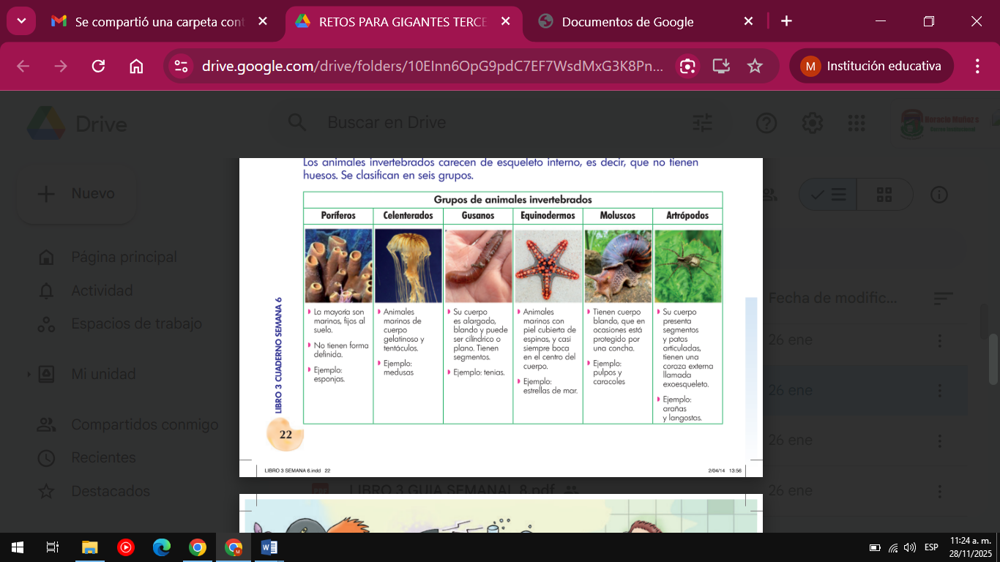 Se compartió una carpeta cont
RETOS PARA GIGANTES TERCE
Documentos de Google
drive.google.com/drive/folders/10EInn6OpG9pdC7EF7WsdMxG3K8Pn...
M
Institución educativa
Drive
Buscar en Drive
Horacio Muñoz S
Nuevo
Página principal
Actividad
Espacios de trabajo
Mi unidad
Compartidos conmigo
Recientes
Destacados
Fecha de modific...
26 ene
26 ene
26 ene
26 ene
Los animales invertebrados carecen de esqueleto interno, es decir, que no tienen
huesos. Se clasifican en seis grupos.
Grupos de animales invertebrados
Poríferos
Celenterados
Gusanos
Equinodermos
Moluscos
Artrópodos
La mayoría son
marinos, fijos al
suelo.
No tienen forma
definida.
Ejemplo:
esponjas.
Animales
marinos de
cuerpo
gelatinoso y
tentáculos.
Ejemplo:
medusas
Su cuerpo
es alargado,
blando y puede
ser cilíndrico o
plano. Tienen
segmentos.
Ejemplo: tenias.
Animales
marinos con
piel cubierta de
espinas, y casi
siempre boca
en el centro del
cuerpo.
Ejemplo:
estrellas de mar.
Tienen cuerpo
blando, que en
ocasiones está
protegido por
una concha.
Ejemplo:
pulpos y
caracoles
Su cuerpo
presenta
segmentos
y patas
articuladas,
tienen una
coraza externa
llamada
exoesqueleto.
Ejemplo:
arañas
y langostas.
LIBRO 3 CUADERNO SEMANA 6
22
LIBRO 3 SEMANA 6.indd 22
2/04/14 13:56
LIBRO 3 GUIA SEMANAL 8.pdf
ESP
11:24 a. m.
28/11/2025